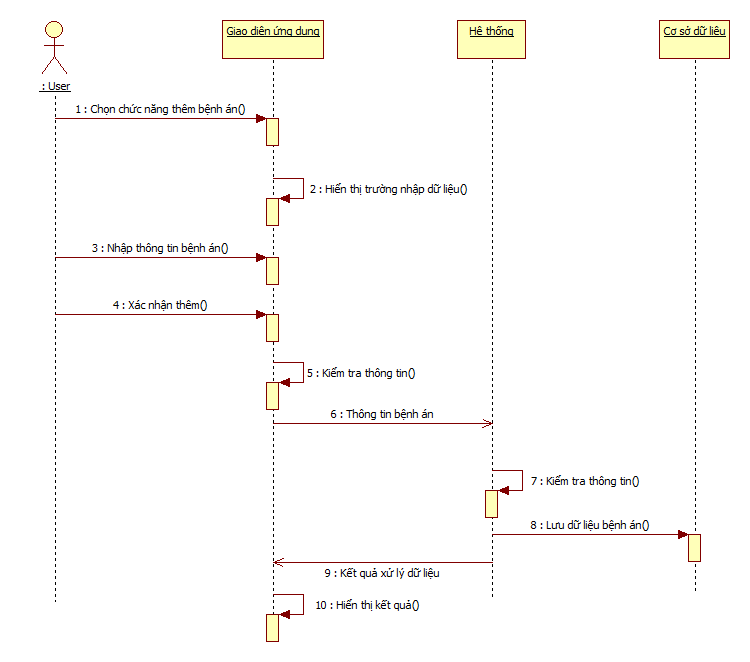 Giao diện ứng dụng
Hệ thống
Cơ sở dữ liệu
: User
1 : Chọn chức năng thêm bệnh án()
2 : Hiển thị trường nhập dữ liệu()
3 : Nhập thông tin bệnh án()
4 : Xác nhận thêm()
5 : Kiểm tra thông tin()
6 : Thông tin bệnh án
7 : Kiểm tra thông tin()
8 : Lưu dữ liệu bệnh án()
9 : Kết quả xử lý dữ liệu
10 : Hiển thị kết quả()